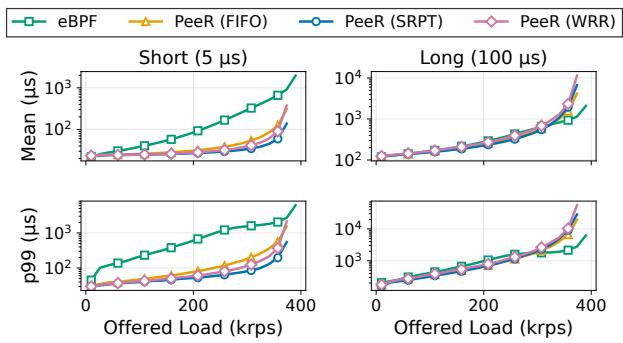 eBPF PeeR (FIFO) PeeR (SRPT) PeeR (WRR)
Short (5 µs) Long (100 µs)
Mean (µs)
10³
10²
10⁴
10³
10²
p99 (µs)
10³
10²
10⁴
10³
0 200 400 0 200 400
Offered Load (krps) Offered Load (krps)